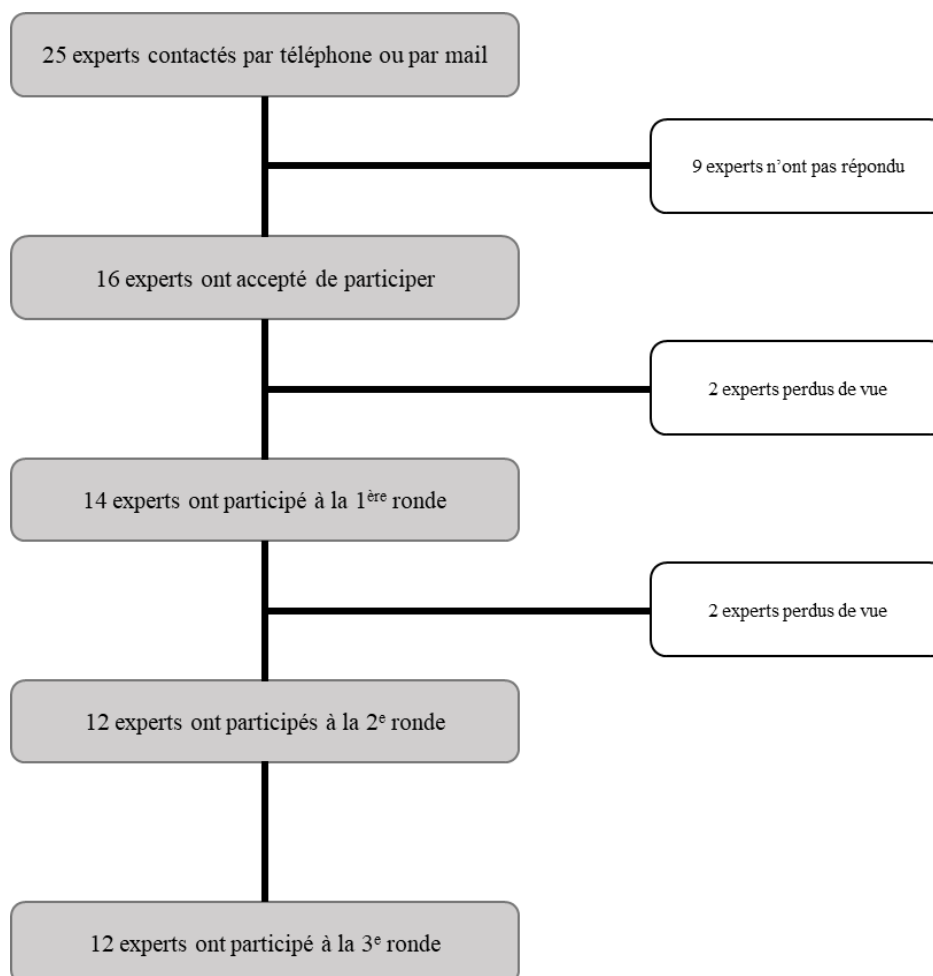 25 experts contactés par téléphone ou par mail
9 experts n’ont pas répondu
16 experts ont accepté de participer
2 experts perdus de vue
14 experts ont participé à la 1ère ronde
2 experts perdus de vue
12 experts ont participés à la 2e ronde
12 experts ont participé à la 3e ronde